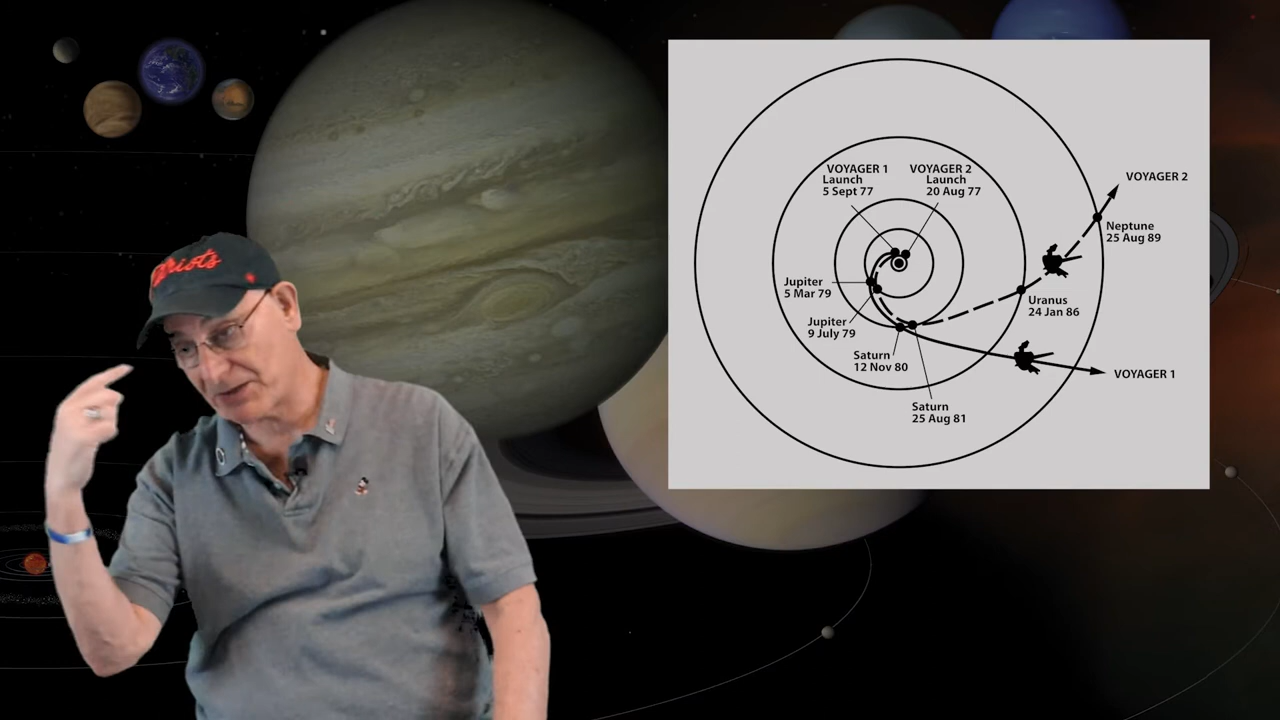 VOYAGER 1
Launch
5 Sept 77
VOYAGER 2
Launch
20 Aug 77
VOYAGER 2
Neptune
25 Aug 89
Jupiter
5 Mar 79
Uranus
24 Jan 86
Jupiter
9 July 79
Saturn
12 Nov 80
VOYAGER 1
Saturn
25 Aug 81